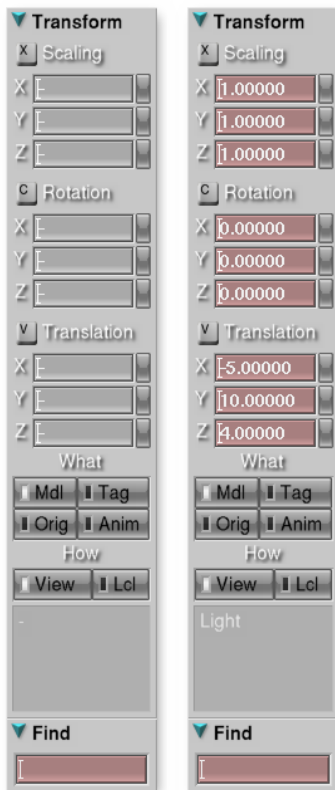 Transform
X Scaling
X -
Y -
Z -
C Rotation
X -
Y -
Z -
V Translation
X -
Y -
Z -
What
Mdl Tag
Orig Anim
How
View Lcl
-
Find
Transform
X Scaling
X 1.00000
Y 1.00000
Z 1.00000
C Rotation
X 0.00000
Y 0.00000
Z 0.00000
V Translation
X -5.00000
Y 10.00000
Z 4.00000
What
Mdl Tag
Orig Anim
How
View Lcl
Light
Find